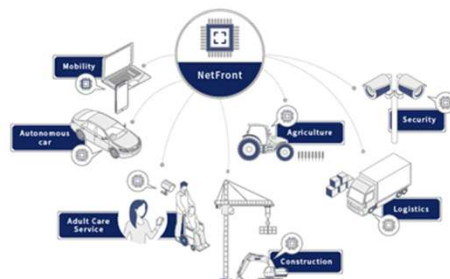 NetFront
Mobility
Autonomous
car
Adult Care
Service
Construction
Agriculture
Logistics
Security